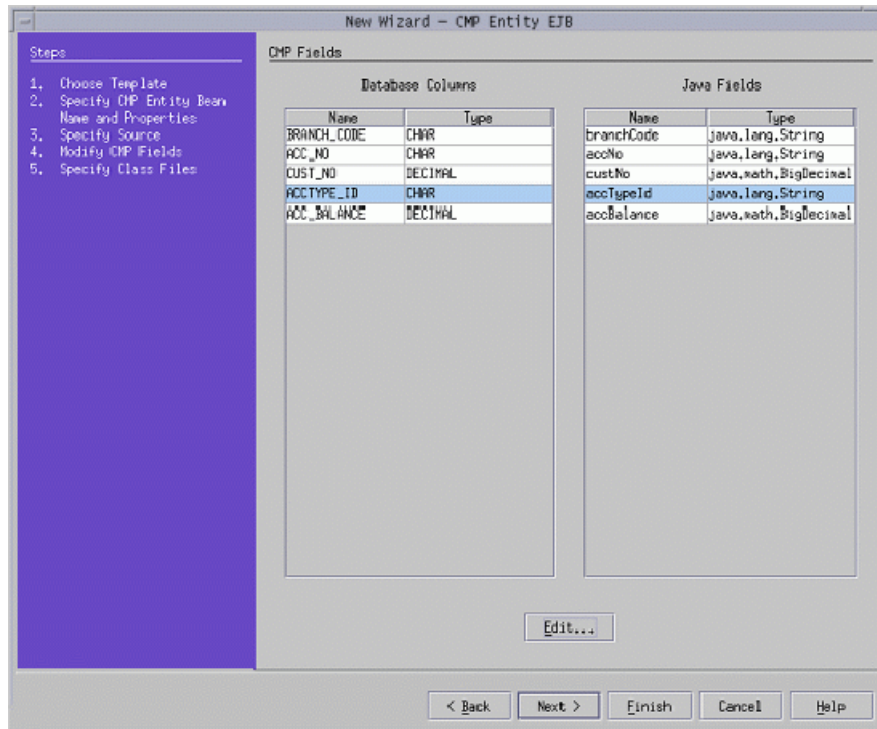 New Wizard - CMP Entity EJB
Steps
1. Choose Template
2. Specify CMP Entity Bean
Name and Properties
3. Specify Source
4. Modify CMP Fields
5. Specify Class Files
CMP Fields
Database Columns
Name Type
BRANCH_CODE CHAR
ACC_NO CHAR
CUST_NO DECIMAL
ACCTYPE_ID CHAR
ACC_BALANCE DECIMAL
Java Fields
Name Type
branchCode java.lang.String
accNo java.lang.String
custNo java.math.BigDecimal
accTypeId java.lang.String
accBalance java.math.BigDecimal
Edit...
< Back Next > Finish Cancel Help